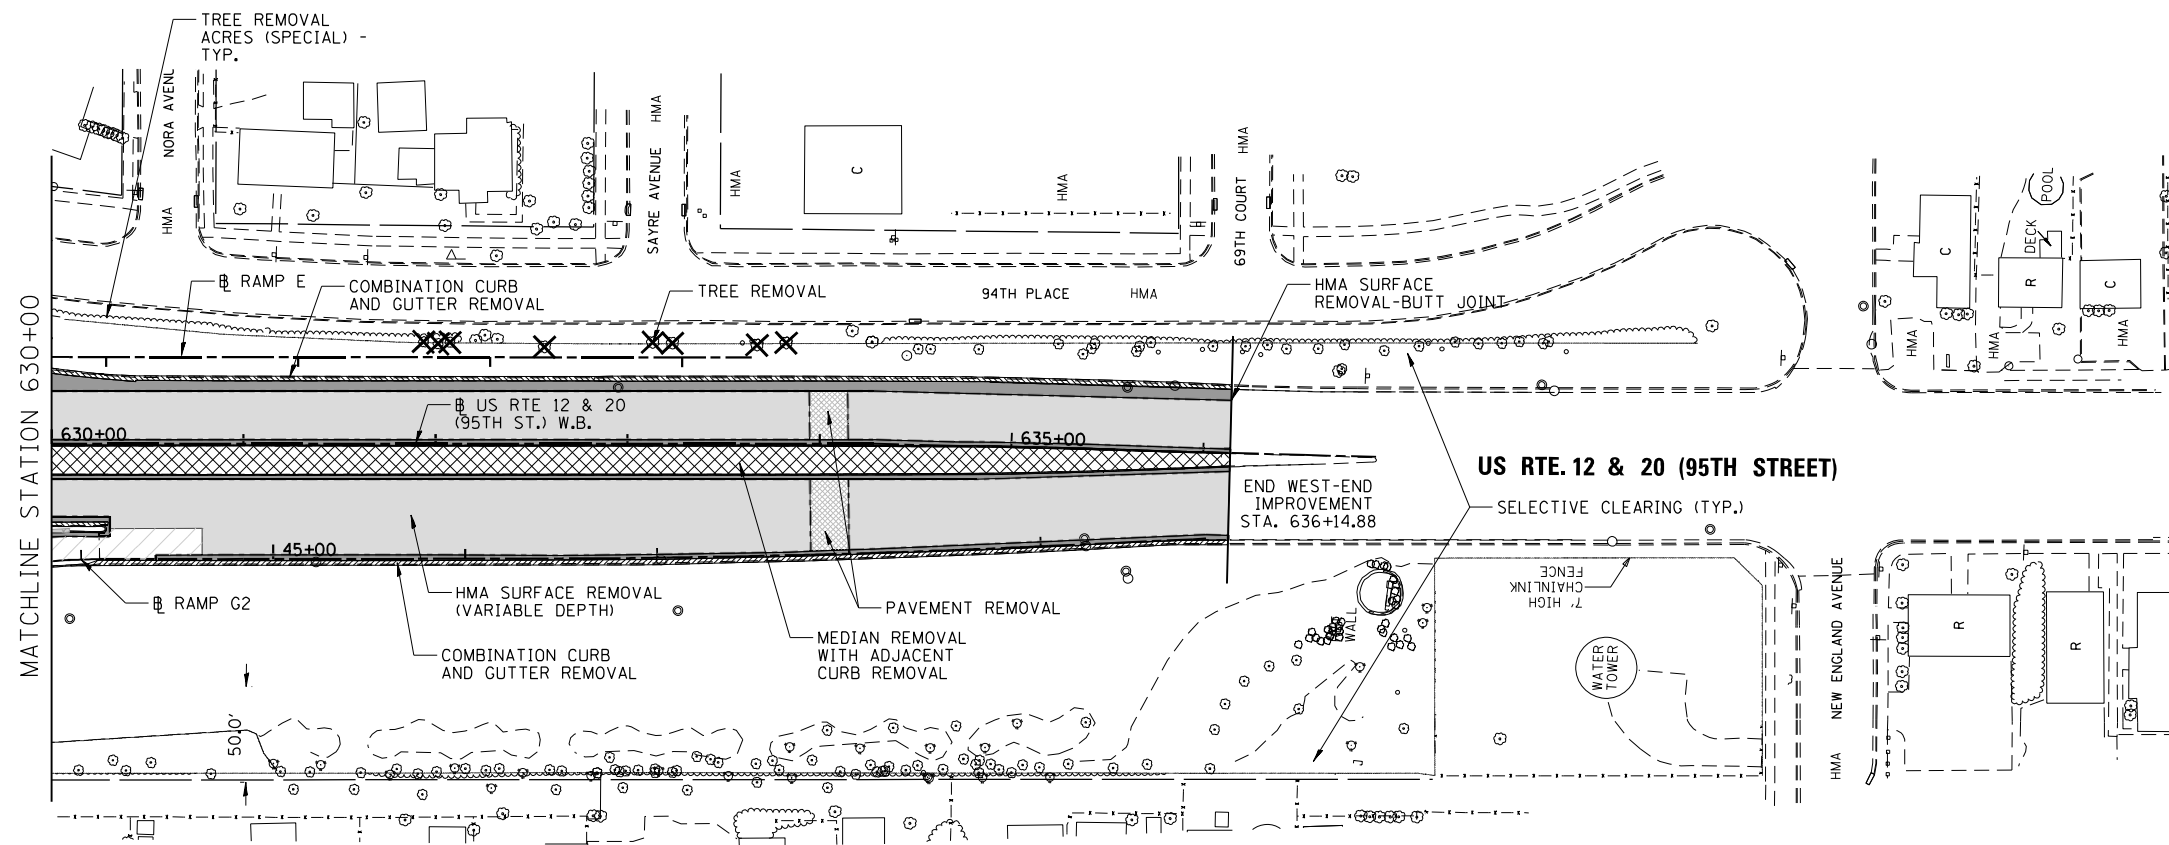 TREE REMOVAL
ACRES (SPECIAL) -
TYP.
NORA AVENU
HMA
SAYRE AVENUE HMA
HMA
C
HMA
69TH COURT HMA
℄ RAMP E
COMBINATION CURB
AND GUTTER REMOVAL
TREE REMOVAL
94TH PLACE HMA
HMA SURFACE
REMOVAL-BUTT JOINT
C
DECK
POOL
R
C
HMA
HMA
HMA
MATCHLINE STATION 630+00
630+00
℄ US RTE 12 & 20
(95TH ST.) W.B.
635+00
US RTE. 12 & 20 (95TH STREET)
END WEST-END
IMPROVEMENT
STA. 636+14.88
SELECTIVE CLEARING (TYP.)
45+00
℄ RAMP G2
HMA SURFACE REMOVAL
(VARIABLE DEPTH)
PAVEMENT REMOVAL
COMBINATION CURB
AND GUTTER REMOVAL
MEDIAN REMOVAL
WITH ADJACENT
CURB REMOVAL
7' HIGH
CHAINLINK
FENCE
WALL
WATER
TOWER
HMA NEW ENGLAND AVENUE
R
R
50.0'